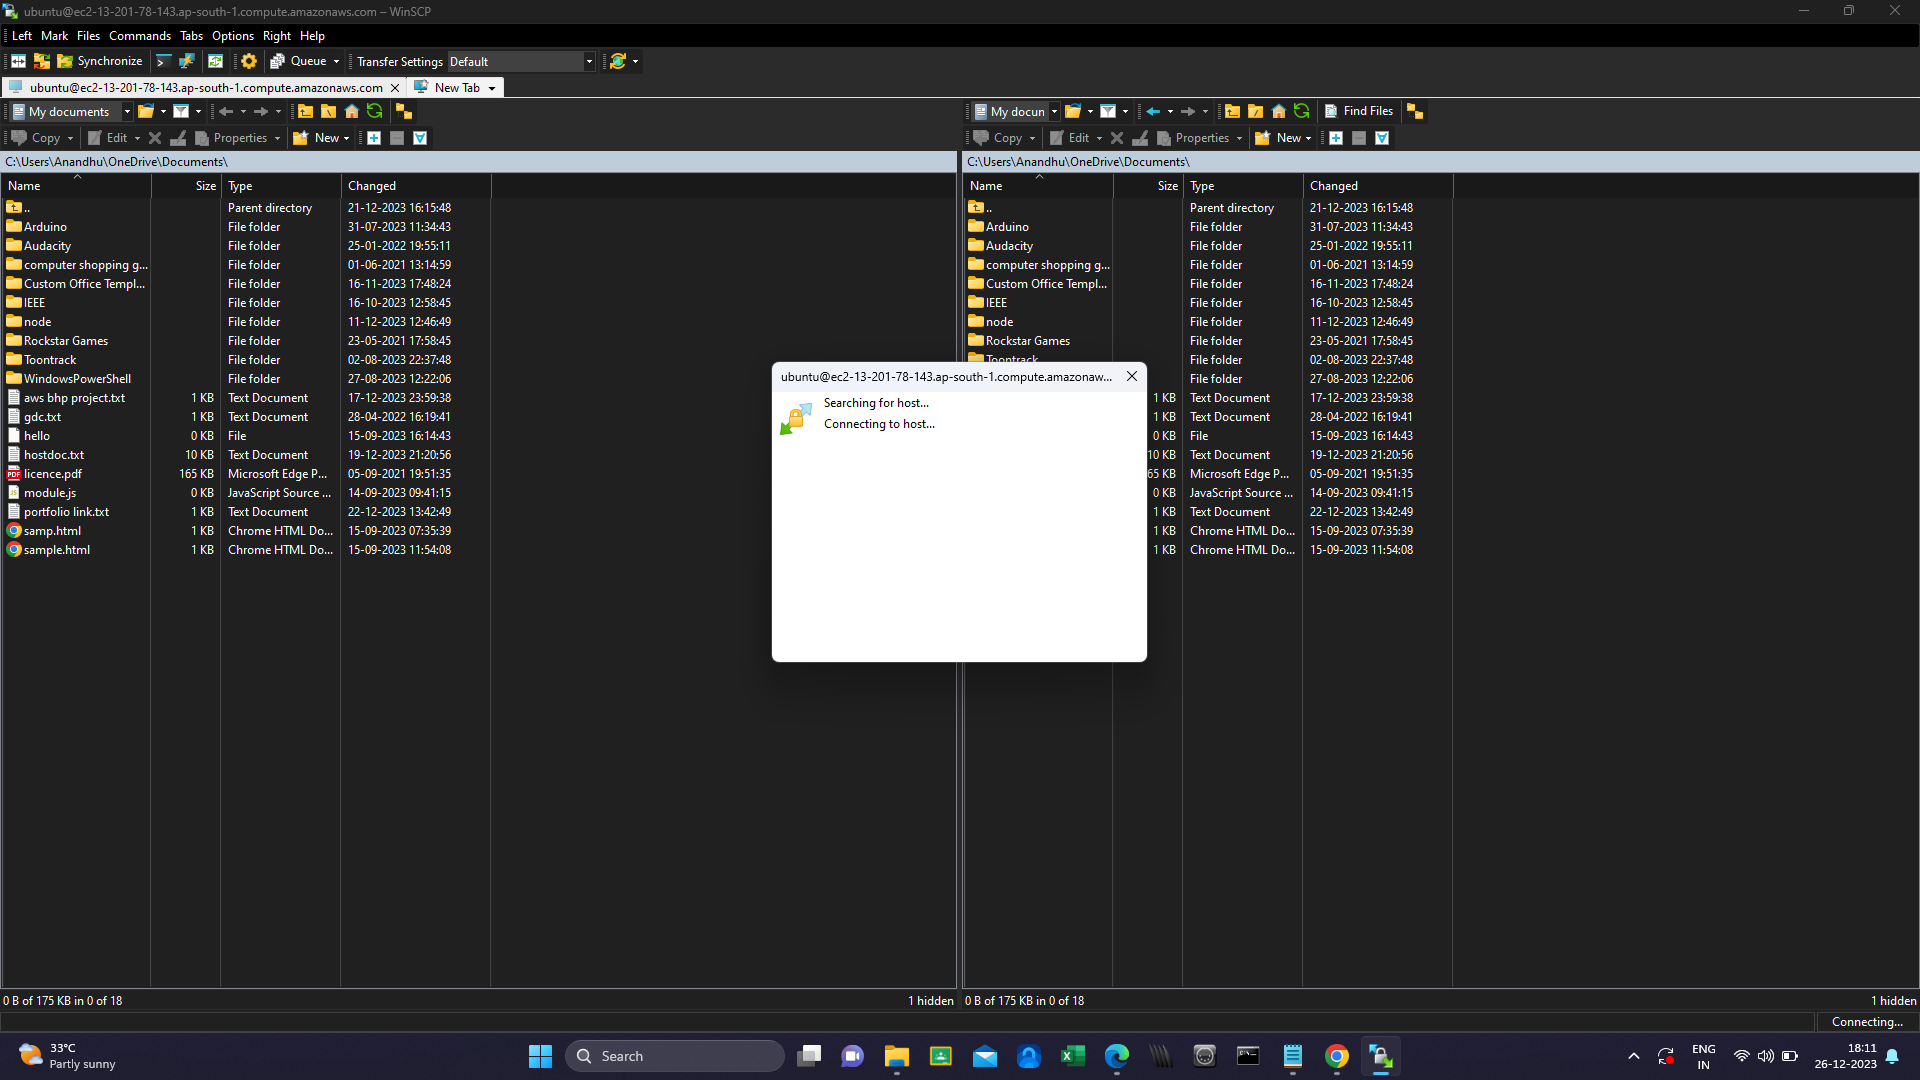 ubuntu@ec2-13-201-78-143.ap-south-1.compute.amazonaws.com – WinSCP
Left Mark Files Commands Tabs Options Right Help
Synchronize Queue Transfer Settings Default
ubuntu@ec2-13-201-78-143.ap-south-1.compute.amazonaws.com New Tab
My documents
Copy Edit Properties New
C:\Users\Anandhu\OneDrive\Documents\
Name Size Type Changed
.. Parent directory 21-12-2023 16:15:48
Arduino File folder 31-07-2023 11:34:43
Audacity File folder 25-01-2022 19:55:11
computer shopping g... File folder 01-06-2021 13:14:59
Custom Office Templ... File folder 16-11-2023 17:48:24
IEEE File folder 16-10-2023 12:58:45
node File folder 11-12-2023 12:46:49
Rockstar Games File folder 23-05-2021 17:58:45
Toontrack File folder 02-08-2023 22:37:48
WindowsPowerShell File folder 27-08-2023 12:22:06
aws bhp project.txt 1 KB Text Document 17-12-2023 23:59:38
gdc.txt 1 KB Text Document 28-04-2022 16:19:41
hello 0 KB File 15-09-2023 16:14:43
hostdoc.txt 10 KB Text Document 19-12-2023 21:20:56
PDF licence.pdf 165 KB Microsoft Edge P... 05-09-2021 19:51:35
module.js 0 KB JavaScript Source ... 14-09-2023 09:41:15
portfolio link.txt 1 KB Text Document 22-12-2023 13:42:49
samp.html 1 KB Chrome HTML Do... 15-09-2023 07:35:39
sample.html 1 KB Chrome HTML Do... 15-09-2023 11:54:08
0 B of 175 KB in 0 of 18 1 hidden
My docun Find Files
Copy Edit Properties New
C:\Users\Anandhu\OneDrive\Documents\
Name Size Type Changed
.. Parent directory 21-12-2023 16:15:48
Arduino File folder 31-07-2023 11:34:43
Audacity File folder 25-01-2022 19:55:11
computer shopping g... File folder 01-06-2021 13:14:59
Custom Office Templ... File folder 16-11-2023 17:48:24
IEEE File folder 16-10-2023 12:58:45
node File folder 11-12-2023 12:46:49
Rockstar Games File folder 23-05-2021 17:58:45
Toontrack File folder 02-08-2023 22:37:48
File folder 27-08-2023 12:22:06
1 KB Text Document 17-12-2023 23:59:38
1 KB Text Document 28-04-2022 16:19:41
0 KB File 15-09-2023 16:14:43
10 KB Text Document 19-12-2023 21:20:56
65 KB Microsoft Edge P... 05-09-2021 19:51:35
0 KB JavaScript Source ... 14-09-2023 09:41:15
1 KB Text Document 22-12-2023 13:42:49
1 KB Chrome HTML Do... 15-09-2023 07:35:39
1 KB Chrome HTML Do... 15-09-2023 11:54:08
0 B of 175 KB in 0 of 18 1 hidden
ubuntu@ec2-13-201-78-143.ap-south-1.compute.amazonaw...
Searching for host...
Connecting to host...
Connecting...
33°C
Partly sunny
Search
ENG
IN
18:11
26-12-2023